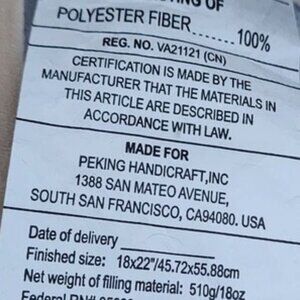 OF
POLYESTER FIBER......... 100%
REG. NO. VA21121 (CN)
CERTIFICATION IS MADE BY THE
MANUFACTURER THAT THE MATERIALS IN
THIS ARTICLE ARE DESCRIBED IN
ACCORDANCE WITH LAW.
MADE FOR
PEKING HANDICRAFT,INC
1388 SAN MATEO AVENUE,
SOUTH SAN FRANCISCO, CA94080. USA
Date of delivery
Finished size: 18x22"/45.72x55.88cm
Net weight of filling material: 510g/18oz
Federal